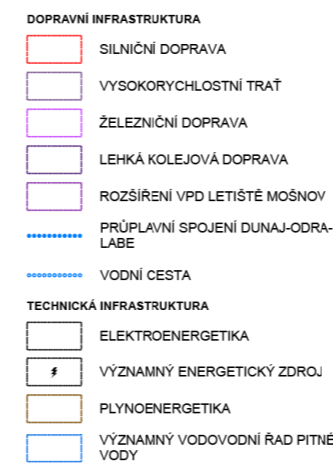 DOPRAVNÍ INFRASTRUKTURA
SILNIČNÍ DOPRAVA
VYSOKORYCHLOSTNÍ TRAŤ
ŽELEZNIČNÍ DOPRAVA
LEHKÁ KOLEJOVÁ DOPRAVA
ROZŠÍŘENÍ VPD LETIŠTĚ MOŠNOV
PRŮPLAVNÍ SPOJENÍ DUNAJ-ODRA-
LABE
VODNÍ CESTA
TECHNICKÁ INFRASTRUKTURA
ELEKTROENERGETIKA
VÝZNAMNÝ ENERGETICKÝ ZDROJ
PLYNOENERGETIKA
VÝZNAMNÝ VODOVODNÍ ŘAD PITNÉ
VODY